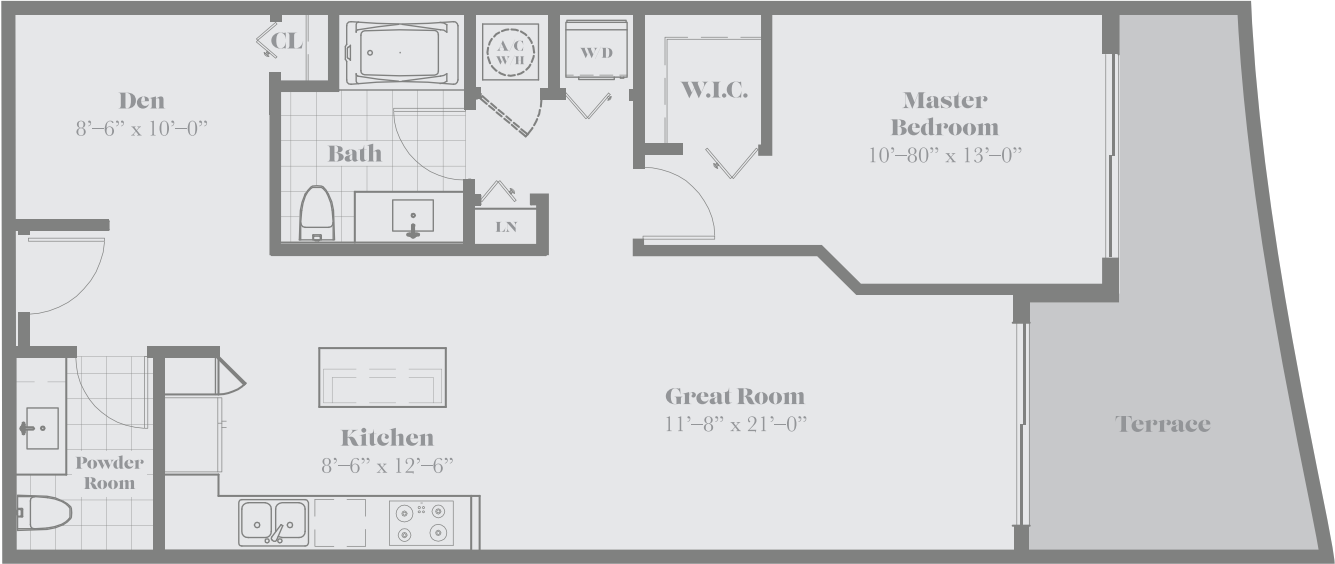 CL
A/C
W/H
W/D
W.I.C.
Den
8'–6" x 10'–0"
Master
Bedroom
10'–80" x 13'–0"
Bath
LN
Great Room
11'–8" x 21'–0"
Terrace
Kitchen
8'–6" x 12'–6"
Powder
Room